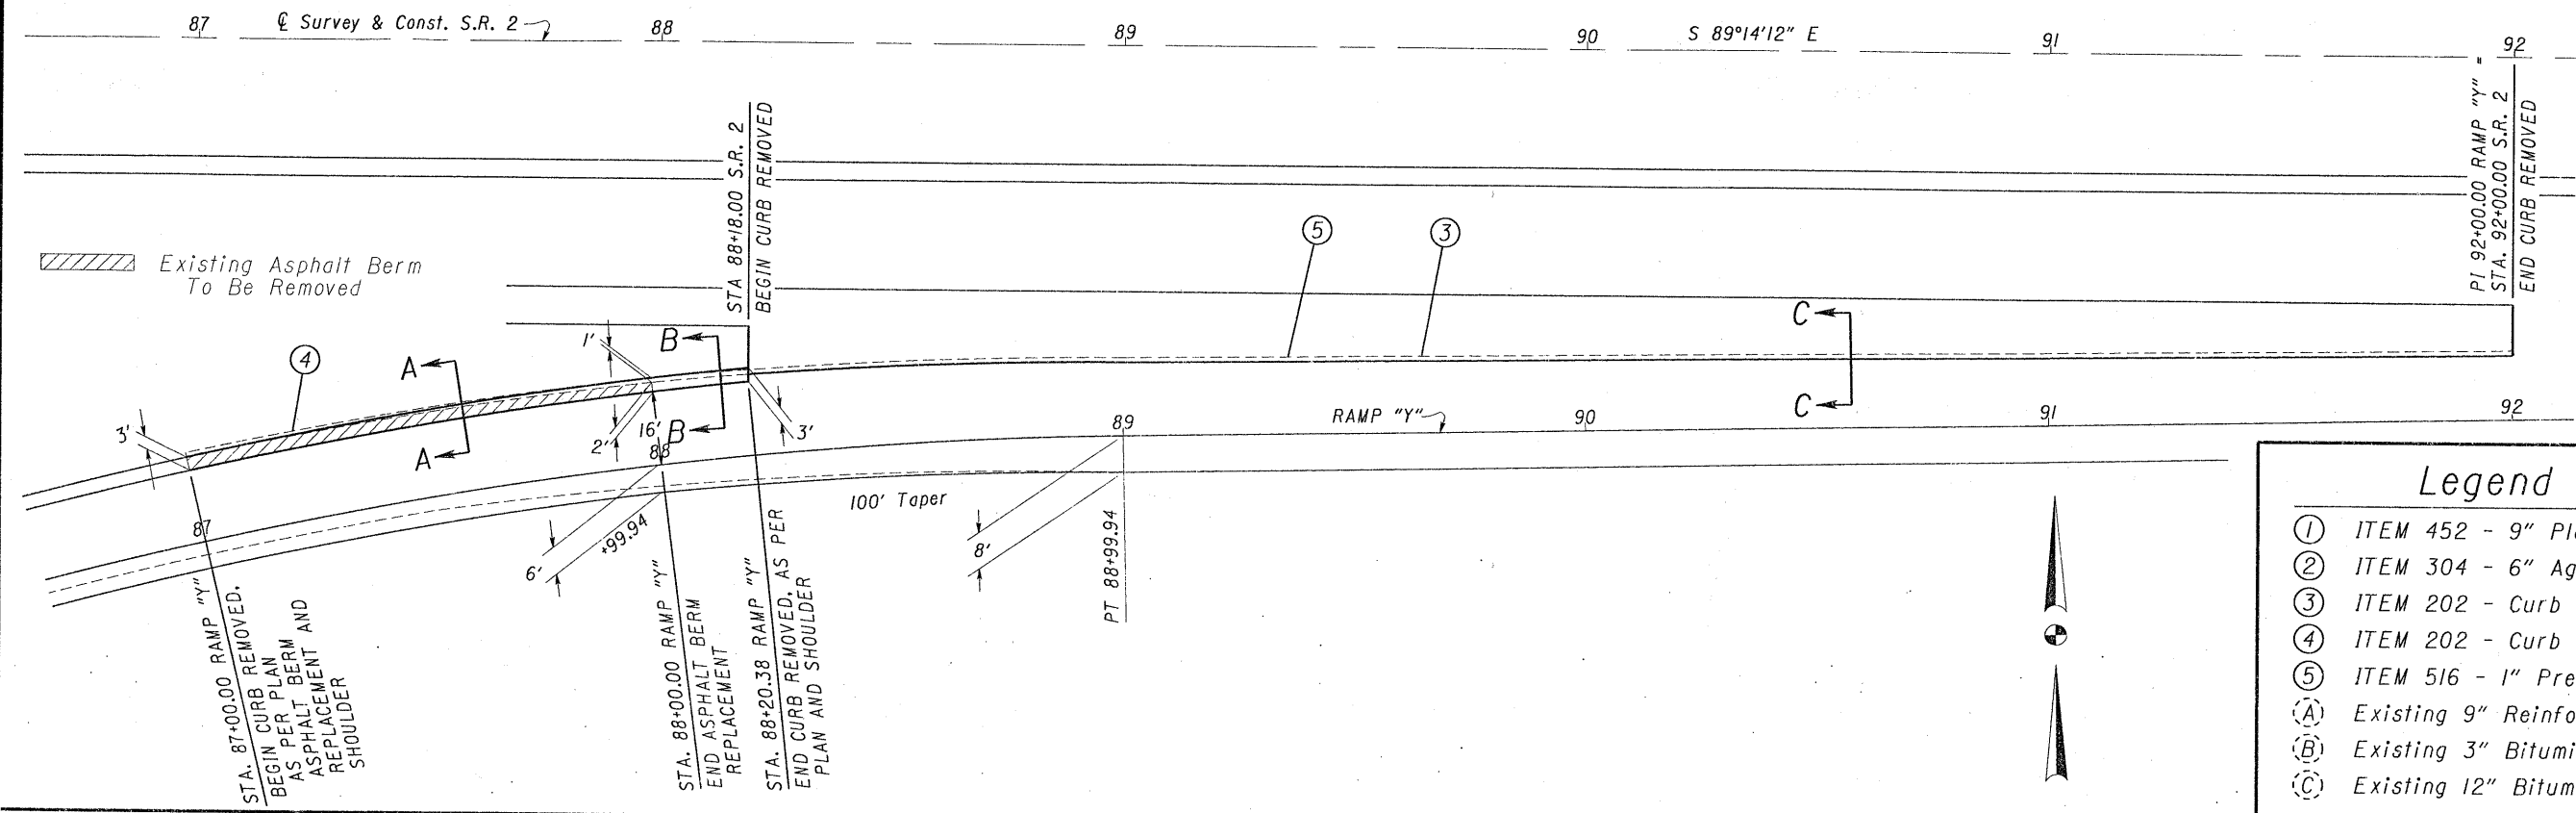 87
℄ Survey & Const. S.R. 2
88
89
90
S 89°14'12" E
91
92
STA 88+18.00 S.R. 2
BEGIN CURB REMOVED
PI 92+00.00 RAMP "Y"
STA. 92+00.00 S.R. 2
END CURB REMOVED
Existing Asphalt Berm
To Be Removed
5
3
4
A
A
1'
B
B
C
C
3'
2'
16'
88
3'
87
6'
+99.94
100' Taper
8'
89
PT 88+99.94
RAMP "Y"
90
91
92
STA. 87+00.00 RAMP "Y"
BEGIN CURB REMOVED,
AS PER PLAN
ASPHALT BERM AND
REPLACEMENT AND
SHOULDER
STA. 88+00.00 RAMP "Y"
END ASPHALT BERM
REPLACEMENT
STA. 88+20.38 RAMP "Y"
END CURB REMOVED, AS PER
PLAN AND SHOULDER
Legend
1 ITEM 452 - 9" Pl
2 ITEM 304 - 6" Ag
3 ITEM 202 - Curb
4 ITEM 202 - Curb
5 ITEM 516 - 1" Pre
A Existing 9" Reinfo
B Existing 3" Bitumi
C Existing 12" Bitum